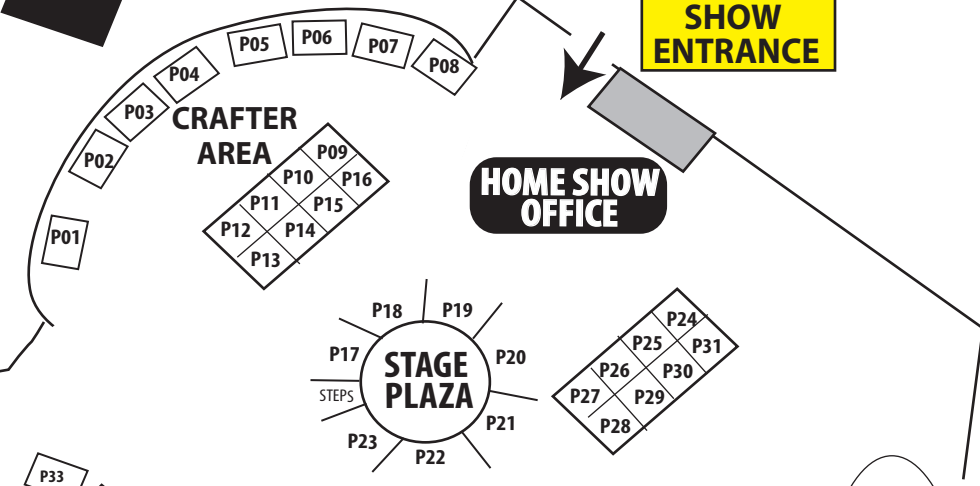 SHOW
ENTRANCE
P05
P06
P07
P08
P04
P03
P02
P01
CRAFTER
AREA
P09
P10
P16
P11
P15
P12
P14
P13
HOME SHOW
OFFICE
P18
P19
P17
P20
STAGE
PLAZA
STEPS
P21
P23
P22
P24
P25
P31
P26
P30
P27
P29
P28
P33